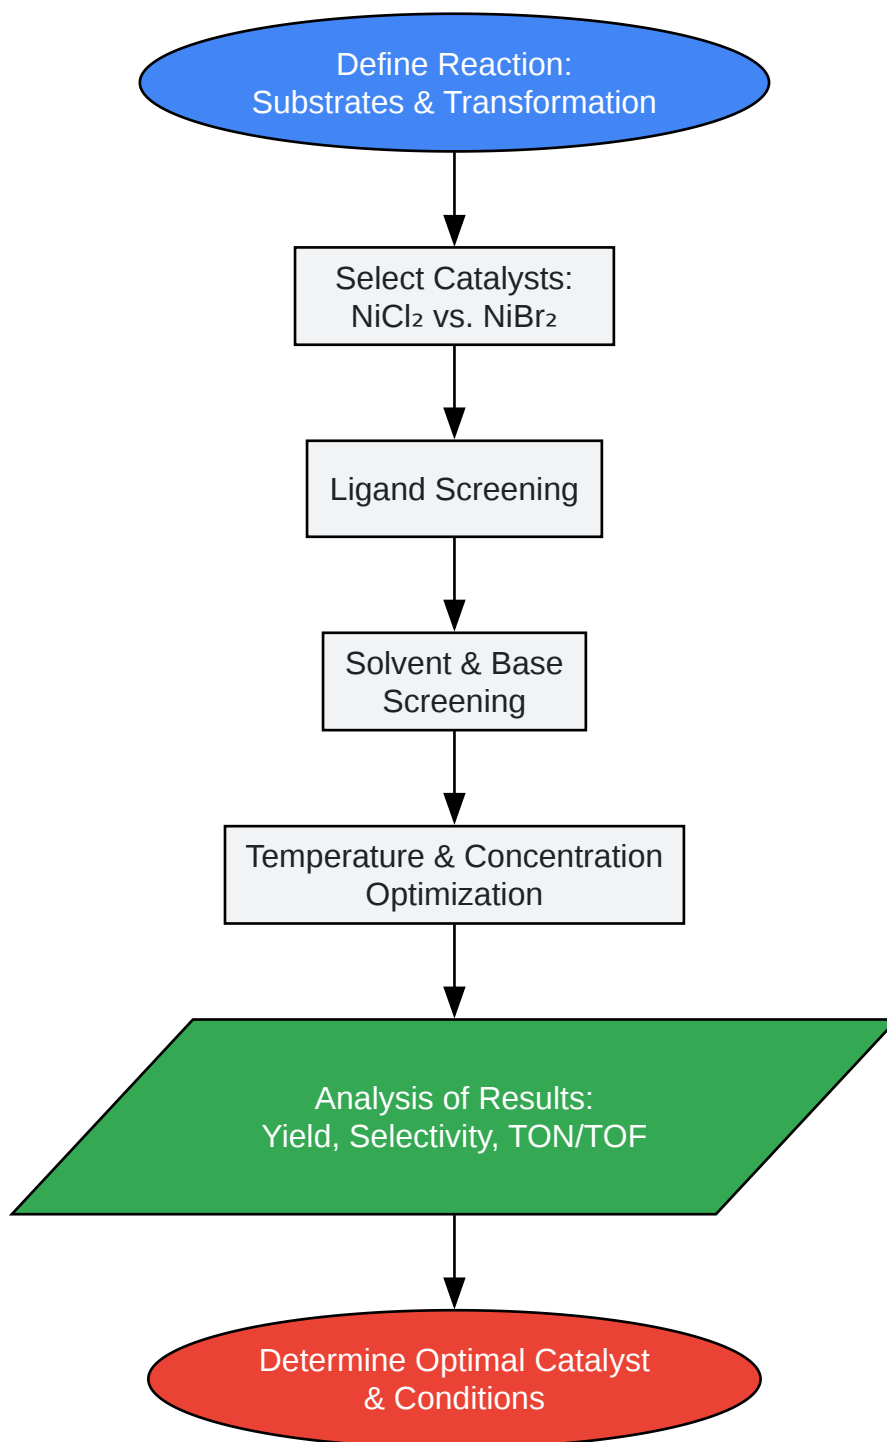 Define Reaction:
Substrates & Transformation
Select Catalysts:
NiCl₂ vs. NiBr₂
Ligand Screening
Solvent & Base
Screening
Temperature & Concentration
Optimization
Analysis of Results:
Yield, Selectivity, TON/TOF
Determine Optimal Catalyst
& Conditions